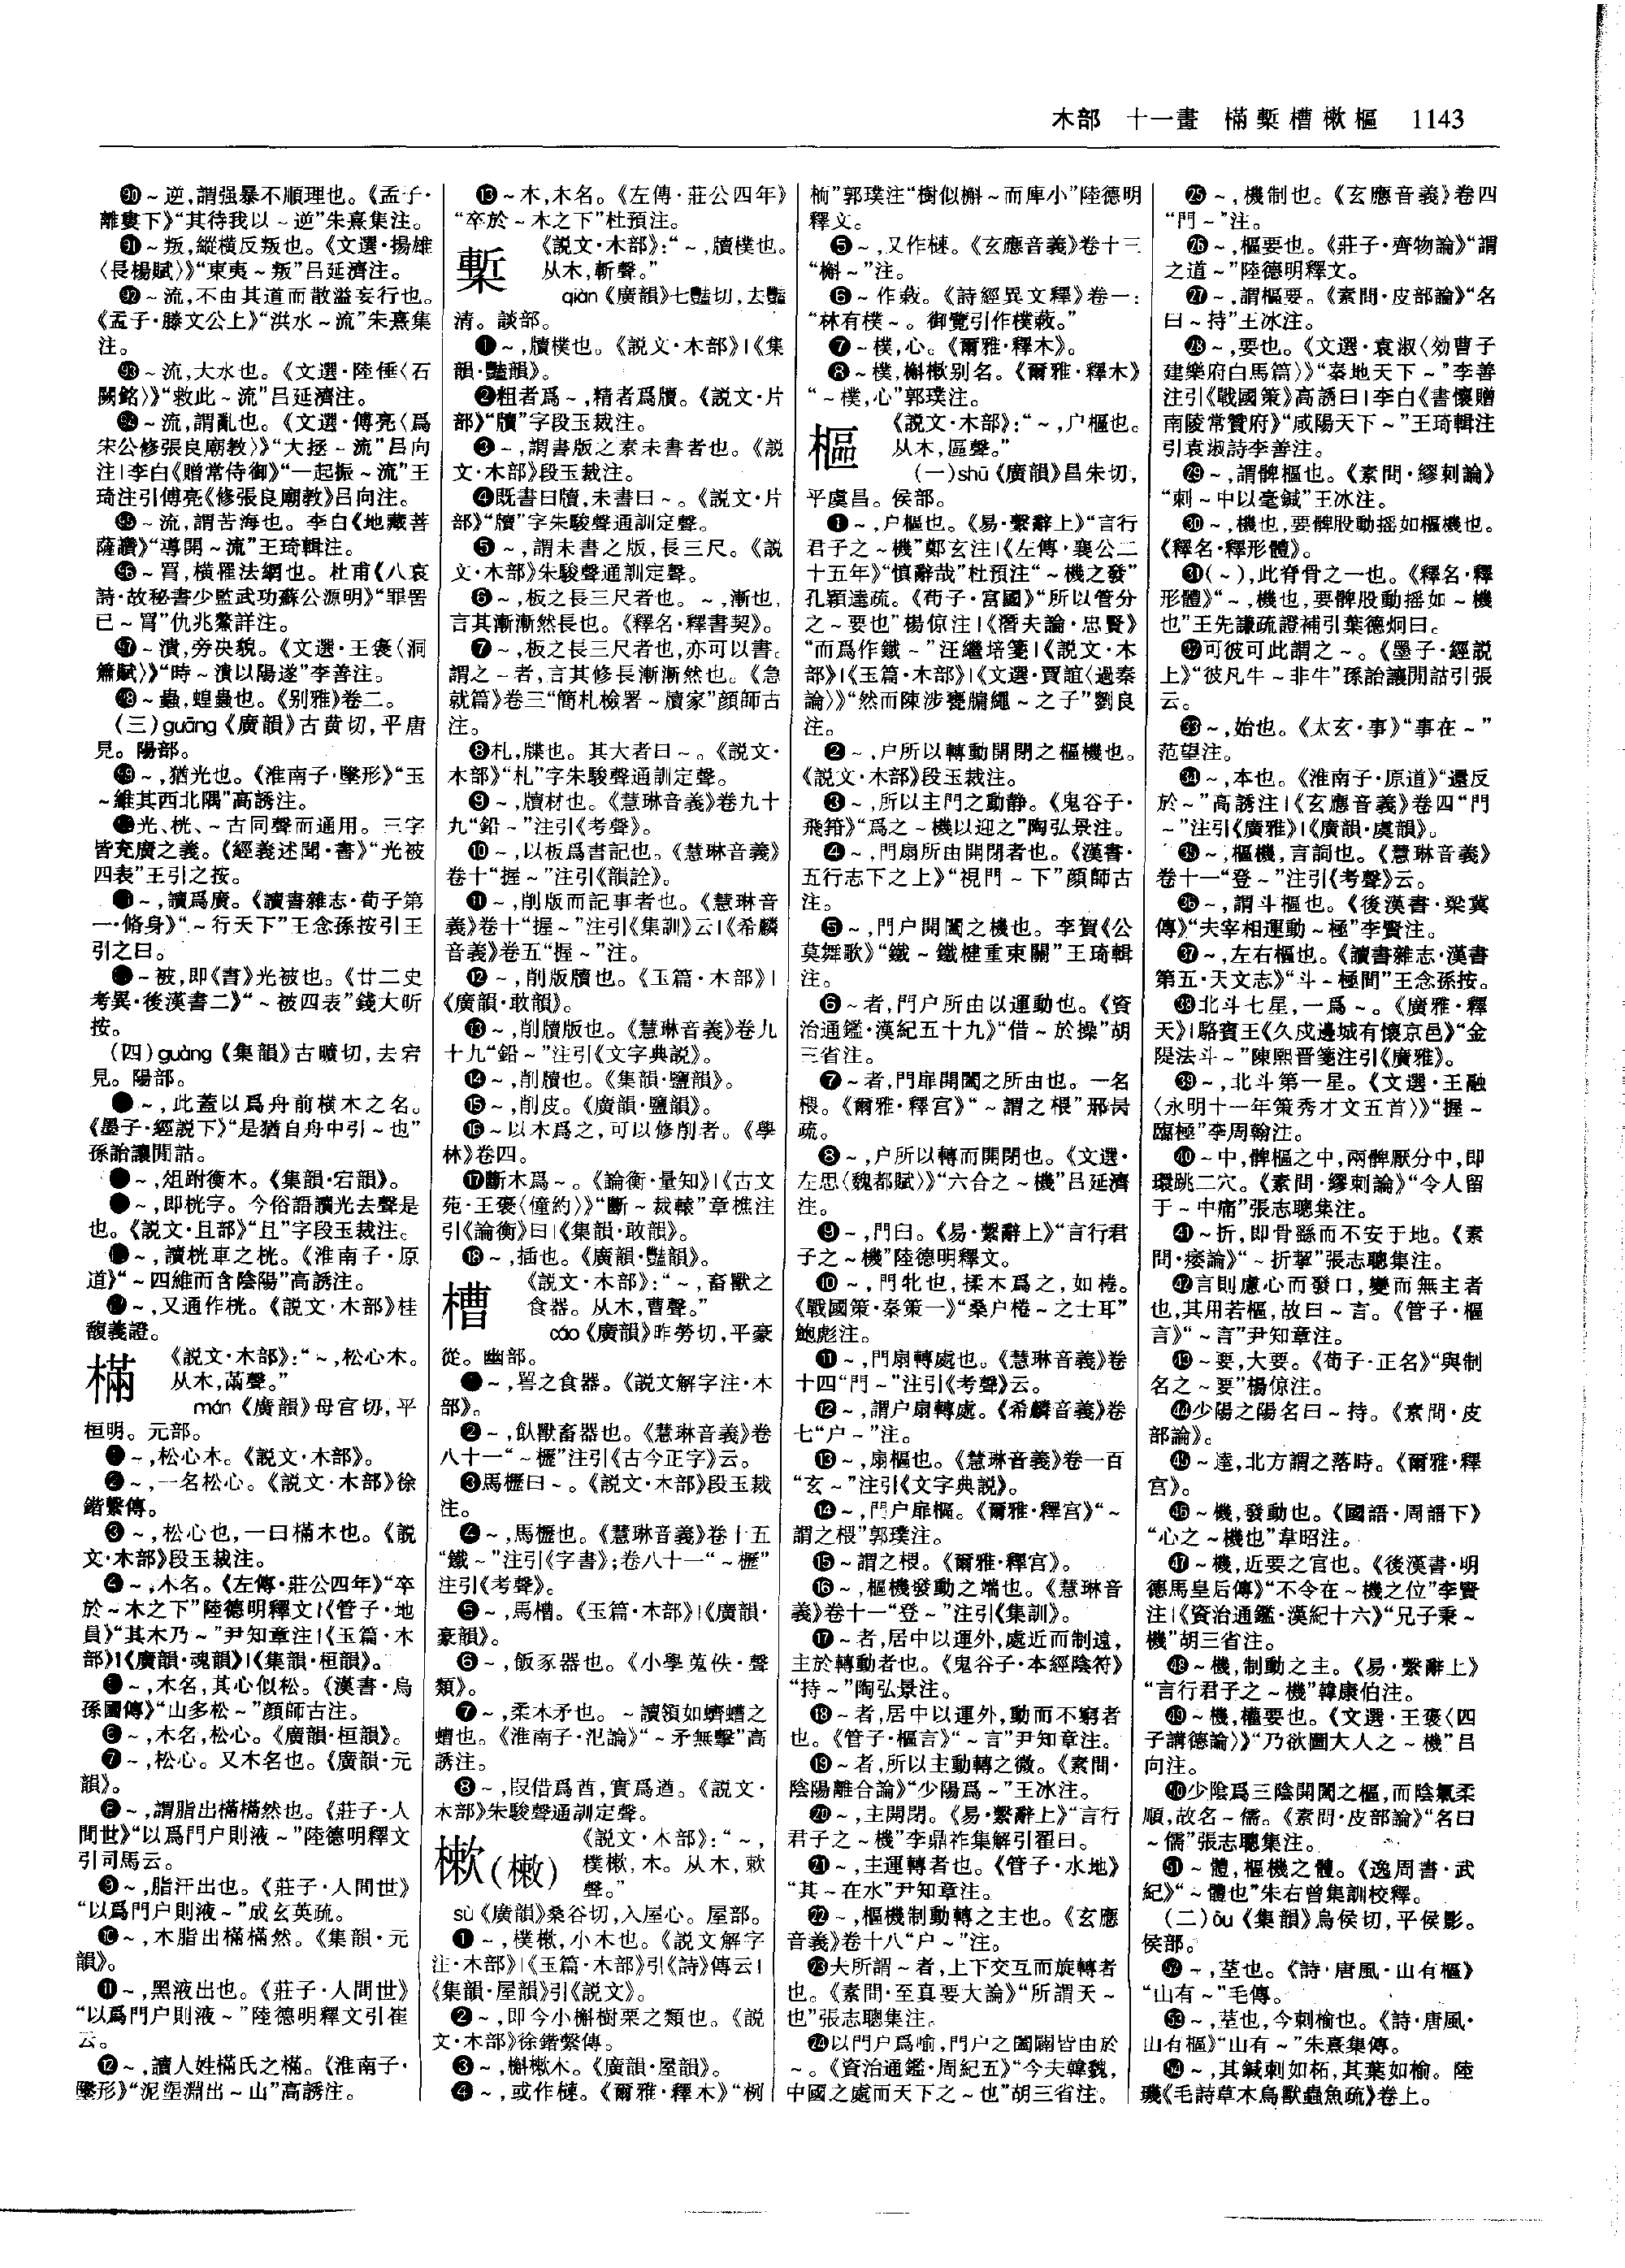 木部　十一畫　樠槧槽樕樞　1143
㊿～逆,謂强暴不順理也。《孟子·
離婁下》“其待我以～逆”朱熹集注。
～叛,縱横反叛也。《文選·揚雄
〈長楊賦〉》“東夷～叛”吕延濟注。
～流,不由其道而散溢妄行也。
《孟子·滕文公上》“洪水～流”朱熹集
注。
～流,大水也。《文選·陸倕〈石
闕銘〉》“救此～流”吕延濟注。
～流,謂亂也。《文選·傅亮〈爲
宋公修張良廟教〉》“大拯～流”吕向
注|李白《贈常侍御》“一起振～流”王
琦注引傅亮《修張良廟教》吕向注。
～流,謂苦海也。李白《地藏菩
薩讚》“導開～流”王琦輯注。
～罥,横罹法網也。杜甫《八哀
詩·故秘書少監武功蘇公源明》“罪罟
已～罥”仇兆鰲詳注。
～潰,旁决貌。《文選·王褒〈洞
簫賦〉》“時～潰以陽遂”李善注。
～蟲,蝗蟲也。《别雅》卷二。
(三)guāng《廣韻》古黄切,平唐
見。陽部。
～,猶光也。《淮南子·墬形》“玉
～維其西北隅”高誘注。
光、桄、～古同聲而通用。三字
皆充廣之義。《經義述聞·書》“光被
四表”王引之按。
～,讀爲廣。《讀書雜志·荀子第
一·脩身》“～行天下”王念孫按引王
引之曰。
～被,即《書》光被也。《廿二史
考異·後漢書二》“～被四表”錢大昕
按。
(四)guàng《集韻》古曠切,去宕
見。陽部。
～,此蓋以爲舟前横木之名。
《墨子·經説下》“是猶自舟中引～也”
孫詒讓閒詁。
～,俎跗衡木。《集韻·宕韻》。
～,即桄字。今俗語讀光去聲是
也。《説文·且部》“且”字段玉裁注。
～,讀桄車之桄。《淮南子·原
道》“～四維而含陰陽”高誘注。
～,又通作桄。《説文·木部》桂
馥義證。
樠　《説文·木部》:“～,松心木。
从木,㒼聲。”
mán《廣韻》母官切,平
桓明。元部。
❶～,松心木。《説文·木部》。
❷～,一名松心。《説文·木部》徐
鍇繫傳。
❸～,松心也,一曰樠木也。《説
文·木部》段玉裁注。
❹～,木名。《左傳·莊公四年》“卒
於～木之下”陸德明釋文|《管子·地
員》“其木乃～”尹知章注|《玉篇·木
部》|《廣韻·魂韻》|《集韻·桓韻》。
❺～,木名,其心似松。《漢書·烏
孫國傳》“山多松～”顔師古注。
❻～,木名,松心。《廣韻·桓韻》。
❼～,松心。又木名也。《廣韻·元
韻》。
❽～,謂脂出樠樠然也。《莊子·人
間世》“以爲門户則液～”陸德明釋文
引司馬云。
❾～,脂汗出也。《莊子·人間世》
“以爲門户則液～”成玄英疏。
❿～,木脂出樠樠然。《集韻·元
韻》。
⓫～,黑液出也。《莊子·人間世》
“以爲門户則液～”陸德明釋文引崔
云。
⓬～,讀人姓樠氏之樠。《淮南子·
墬形》“泥塗淵出～山”高誘注。
⓭～木,木名。《左傳·莊公四年》
“卒於～木之下”杜預注。
槧　《説文·木部》:“～,牘樸也。
从木,斬聲。”
qiàn《廣韻》七豔切,去豔
清。談部。
❶～,牘樸也。《説文·木部》|《集
韻·豔韻》。
❷粗者爲～,精者爲牘。《説文·片
部》“牘”字段玉裁注。
❸～,謂書版之素未書者也。《説
文·木部》段玉裁注。
❹既書曰牘,未書曰～。《説文·片
部》“牘”字朱駿聲通訓定聲。
❺～,謂未書之版,長三尺。《説
文·木部》朱駿聲通訓定聲。
❻～,板之長三尺者也。～,漸也,
言其漸漸然長也。《釋名·釋書契》。
❼～,板之長三尺者也,亦可以書。
謂之～者,言其修長漸漸然也。《急
就篇》卷三“簡札檢署～牘家”顔師古
注。
❽札,牒也。其大者曰～。《説文·
木部》“札”字朱駿聲通訓定聲。
❾～,牘材也。《慧琳音義》卷九十
九“鉛～”注引《考聲》。
❿～,以板爲書記也。《慧琳音義》
卷十“握～”注引《韻詮》。
⓫～,削版而記事者也。《慧琳音
義》卷十“握～”注引《集訓》云|《希麟
音義》卷五“握～”注。
⓬～,削版牘也。《玉篇·木部》|
《廣韻·敢韻》。
⓭～,削牘版也。《慧琳音義》卷九
十九“鉛～”注引《文字典説》。
⓮～,削牘也。《集韻·鹽韻》。
⓯～,削皮。《廣韻·鹽韻》。
⓰～以木爲之,可以修削者。《學
林》卷四。
⓱斷木爲～。《論衡·量知》|《古文
苑·王褒〈僮約〉》“斷～裁轅”章樵注
引《論衡》曰|《集韻·敢韻》。
⓲～,插也。《廣韻·豔韻》。
槽　《説文·木部》:“～,畜獸之
食器。从木,曹聲。”
cáo《廣韻》昨勞切,平豪
從。幽部。
❶～,嘼之食器。《説文解字注·木
部》。
❷～,飤獸畜器也。《慧琳音義》卷
八十一“～櫪”注引《古今正字》云。
❸馬櫪曰～。《説文·木部》段玉裁
注。
❹～,馬櫪也。《慧琳音義》卷十五
“鐵～”注引《字書》;卷八十一“～櫪”
注引《考聲》。
❺～,馬槽。《玉篇·木部》|《廣韻·
豪韻》。
❻～,飯豕器也。《小學蒐佚·聲
類》。
❼～,柔木矛也。～讀領如蠐螬之
螬也。《淮南子·氾論》“～矛無擊”高
誘注。
❽～,叚借爲酋,實爲遒。《説文·
木部》朱駿聲通訓定聲。
樕(橵)　《説文·木部》:“～,
樸樕,木。从木,欶
聲。”
sù《廣韻》桑谷切,入屋心。屋部。
❶～,樸樕,小木也。《説文解字
注·木部》|《玉篇·木部》引《詩》傳云|
《集韻·屋韻》引《説文》。
❷～,即今小槲樹栗之類也。《説
文·木部》徐鍇繫傳。
❸～,槲樕木。《廣韻·屋韻》。
❹～,或作㯈。《爾雅·釋木》“栵
栭”郭璞注“樹似槲～而庳小”陸德明
釋文。
❺～,又作㯈。《玄應音義》卷十三
“槲～”注。
❻～作蔌。《詩經異文釋》卷一:
“林有樸～。御覽引作樸蔌。”
❼～樸,心。《爾雅·釋木》。
❽～樸,槲樕别名。《爾雅·釋木》
“～樸,心”郭璞注。
樞　《説文·木部》:“～,户樞也。
从木,區聲。”
(一)shū《廣韻》昌朱切,
平虞昌。侯部。
❶～,户樞也。《易·繫辭上》“言行
君子之～機”鄭玄注|《左傳·襄公二
十五年》“慎辭哉”杜預注“～機之發”
孔穎達疏。《荀子·富國》“所以管分
之～要也”楊倞注|《潛夫論·忠賢》
“而爲作鐵～”汪繼培箋|《説文·木
部》|《玉篇·木部》|《文選·賈誼〈過秦
論〉》“然而陳涉甕牖繩～之子”劉良
注。
❷～,户所以轉動開閉之樞機也。
《説文·木部》段玉裁注。
❸～,所以主門之動静。《鬼谷子·
飛箝》“爲之～機以迎之”陶弘景注。
❹～,門扇所由開閉者也。《漢書·
五行志下之上》“視門～下”顔師古
注。
❺～,門户開闔之機也。李賀《公
莫舞歌》“鐵～鐵楗重束關”王琦輯
注。
❻～者,門户所由以運動也。《資
治通鑑·漢紀五十九》“借～於操”胡
三省注。
❼～者,門扉開闔之所由也。一名
椳。《爾雅·釋宫》“～謂之椳”邢昺
疏。
❽～,户所以轉而開閉也。《文選·
左思〈魏都賦〉》“六合之～機”吕延濟
注。
❾～,門臼。《易·繫辭上》“言行君
子之～機”陸德明釋文。
❿～,門牝也,揉木爲之,如棬。
《戰國策·秦策一》“桑户棬～之士耳”
鮑彪注。
⓫～,門扇轉處也。《慧琳音義》卷
十四“門～”注引《考聲》云。
⓬～,謂户扇轉處。《希麟音義》卷
七“户～”注。
⓭～,扇樞也。《慧琳音義》卷一百
“玄～”注引《文字典説》。
⓮～,門户扉樞。《爾雅·釋宫》“～
謂之椳”郭璞注。
⓯～謂之椳。《爾雅·釋宫》。
⓰～,樞機發動之端也。《慧琳音
義》卷十一“登～”注引《集訓》。
⓱～者,居中以運外,處近而制遠,
主於轉動者也。《鬼谷子·本經陰符》
“持～”陶弘景注。
⓲～者,居中以運外,動而不窮者
也。《管子·樞言》“～言”尹知章注。
⓳～者,所以主動轉之微。《素問·
陰陽離合論》“少陽爲～”王冰注。
⓴～,主開閉。《易·繫辭上》“言行
君子之～機”李鼎祚集解引翟曰。
㉑～,主運轉者也。《管子·水地》
“其～在水”尹知章注。
㉒～,樞機制動轉之主也。《玄應
音義》卷十八“户～”注。
㉓大所謂～者,上下交互而旋轉者
也。《素問·至真要大論》“所謂天～
也”張志聰集注。
㉔以門户爲喻,門户之闔闢皆由於
～。《資治通鑑·周紀五》“今夫韓魏,
中國之處而天下之～也”胡三省注。
㉕～,機制也。《玄應音義》卷四
“門～”注。
㉖～,樞要也。《莊子·齊物論》“謂
之道～”陸德明釋文。
㉗～,謂樞要。《素問·皮部論》“名
曰～持”王冰注。
㉘～,要也。《文選·袁淑〈効曹子
建樂府白馬篇〉》“秦地天下～”李善
注引《戰國策》高誘曰|李白《書懷贈
南陵常贊府》“咸陽天下～”王琦輯注
引袁淑詩李善注。
㉙～,謂髀樞也。《素問·繆刺論》
“刺～中以毫鍼”王冰注。
㉚～,機也,要髀股動揺如樞機也。
《釋名·釋形體》。
㉛(～),此脊骨之一也。《釋名·釋
形體》“～,機也,要髀股動揺如～機
也”王先謙疏證補引葉德炯曰。
㉜可彼可此謂之～。《墨子·經説
上》“彼凡牛～非牛”孫詒讓閒詁引張
云。
㉝～,始也。《太玄·事》“事在～”
范望注。
㉞～,本也。《淮南子·原道》“還反
於～”高誘注|《玄應音義》卷四“門
～”注引《廣雅》|《廣韻·虞韻》。
㉟～,樞機,言詞也。《慧琳音義》
卷十一“登～”注引《考聲》云。
㊱～,謂斗樞也。《後漢書·梁冀
傳》“夫宰相運動～極”李賢注。
㊲～,左右樞也。《讀書雜志·漢書
第五·天文志》“斗～極間”王念孫按。
㊳北斗七星,一爲～。《廣雅·釋
天》|駱賓王《久戍邊城有懷京邑》“金
隄法斗～”陳熙晋箋注引《廣雅》。
㊴～,北斗第一星。《文選·王融
〈永明十一年策秀才文五首〉》“握～
臨極”李周翰注。
㊵～中,髀樞之中,兩髀厭分中,即
環跳二穴。《素問·繆刺論》“令人留
于～中痛”張志聰集注。
㊶～折,即骨繇而不安于地。《素
問·痿論》“～折挈”張志聰集注。
㊷言則慮心而發口,變而無主者
也,其用若樞,故曰～言。《管子·樞
言》“～言”尹知章注。
㊸～要,大要。《荀子·正名》“與制
名之～要”楊倞注。
㊹少陽之陽名曰～持。《素問·皮
部論》。
㊺～達,北方謂之落時。《爾雅·釋
宫》。
㊻～機,發動也。《國語·周語下》
“心之～機也”韋昭注。
㊼～機,近要之官也。《後漢書·明
德馬皇后傳》“不令在～機之位”李賢
注|《資治通鑑·漢紀十六》“兄子秉～
機”胡三省注。
㊽～機,制動之主。《易·繫辭上》
“言行君子之～機”韓康伯注。
㊾～機,權要也。《文選·王褒〈四
子講德論〉》“乃欲圖大人之～機”吕
向注。
㊿少陰爲三陰開闔之樞,而陰氣柔
順,故名～儒。《素問·皮部論》“名曰
～儒”張志聰集注。
～體,樞機之體。《逸周書·武
紀》“～體也”朱右曾集訓校釋。
(二)ōu《集韻》烏侯切,平侯影。
侯部。
～,荎也。《詩·唐風·山有樞》
“山有～”毛傳。
～,荎也,今刺榆也。《詩·唐風·
山有樞》“山有～”朱熹集傳。
～,其鍼刺如柘,其葉如榆。陸
璣《毛詩草木鳥獸蟲魚疏》卷上。